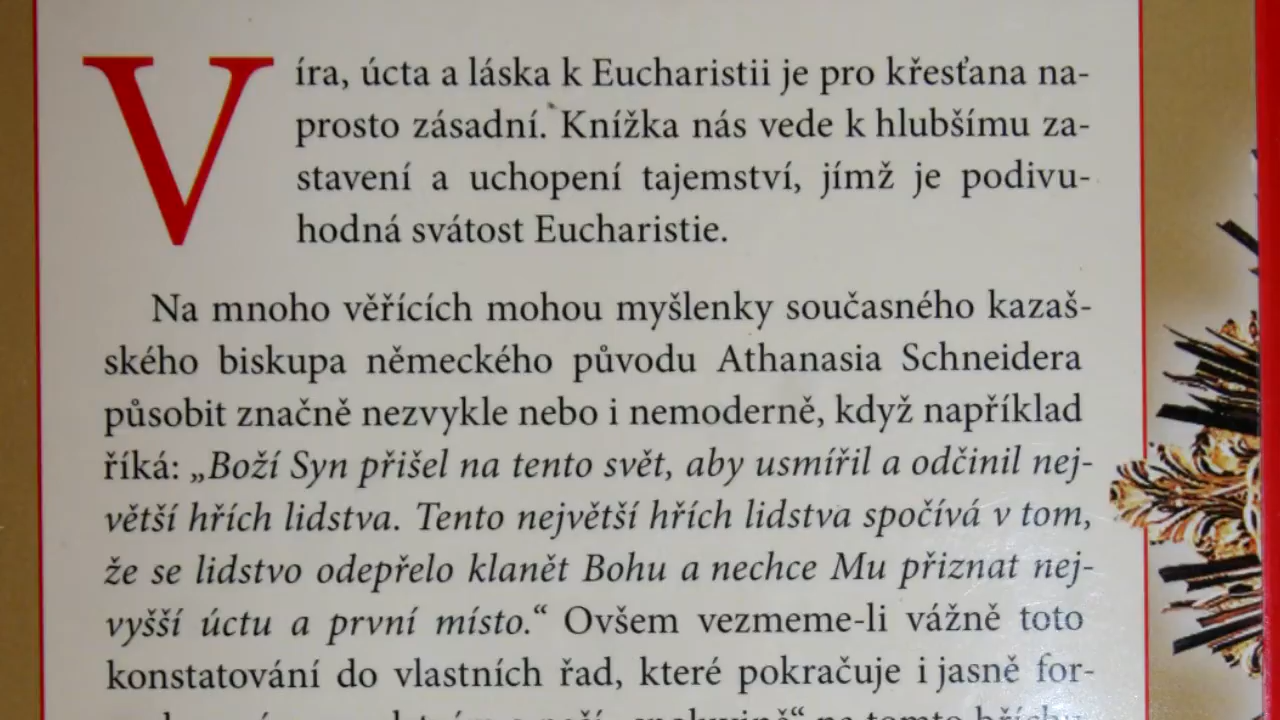 Víra, úcta a láska k Eucharistii je pro křesťana na-
prosto zásadní. Knížka nás vede k hlubšímu za-
stavení a uchopení tajemství, jímž je podivu-
hodná svátost Eucharistie.
Na mnoho věřících mohou myšlenky současného kazaš-
ského biskupa německého původu Athanasia Schneidera
působit značně nezvykle nebo i nemoderně, když například
říká: „Boží Syn přišel na tento svět, aby usmířil a odčinil nej-
větší hřích lidstva. Tento největší hřích lidstva spočívá v tom,
že se lidstvo odepřelo klanět Bohu a nechce Mu přiznat nej-
vyšší úctu a první místo.“ Ovšem vezmeme-li vážně toto
konstatování do vlastních řad, které pokračuje i jasně for-
na tomto hříchu